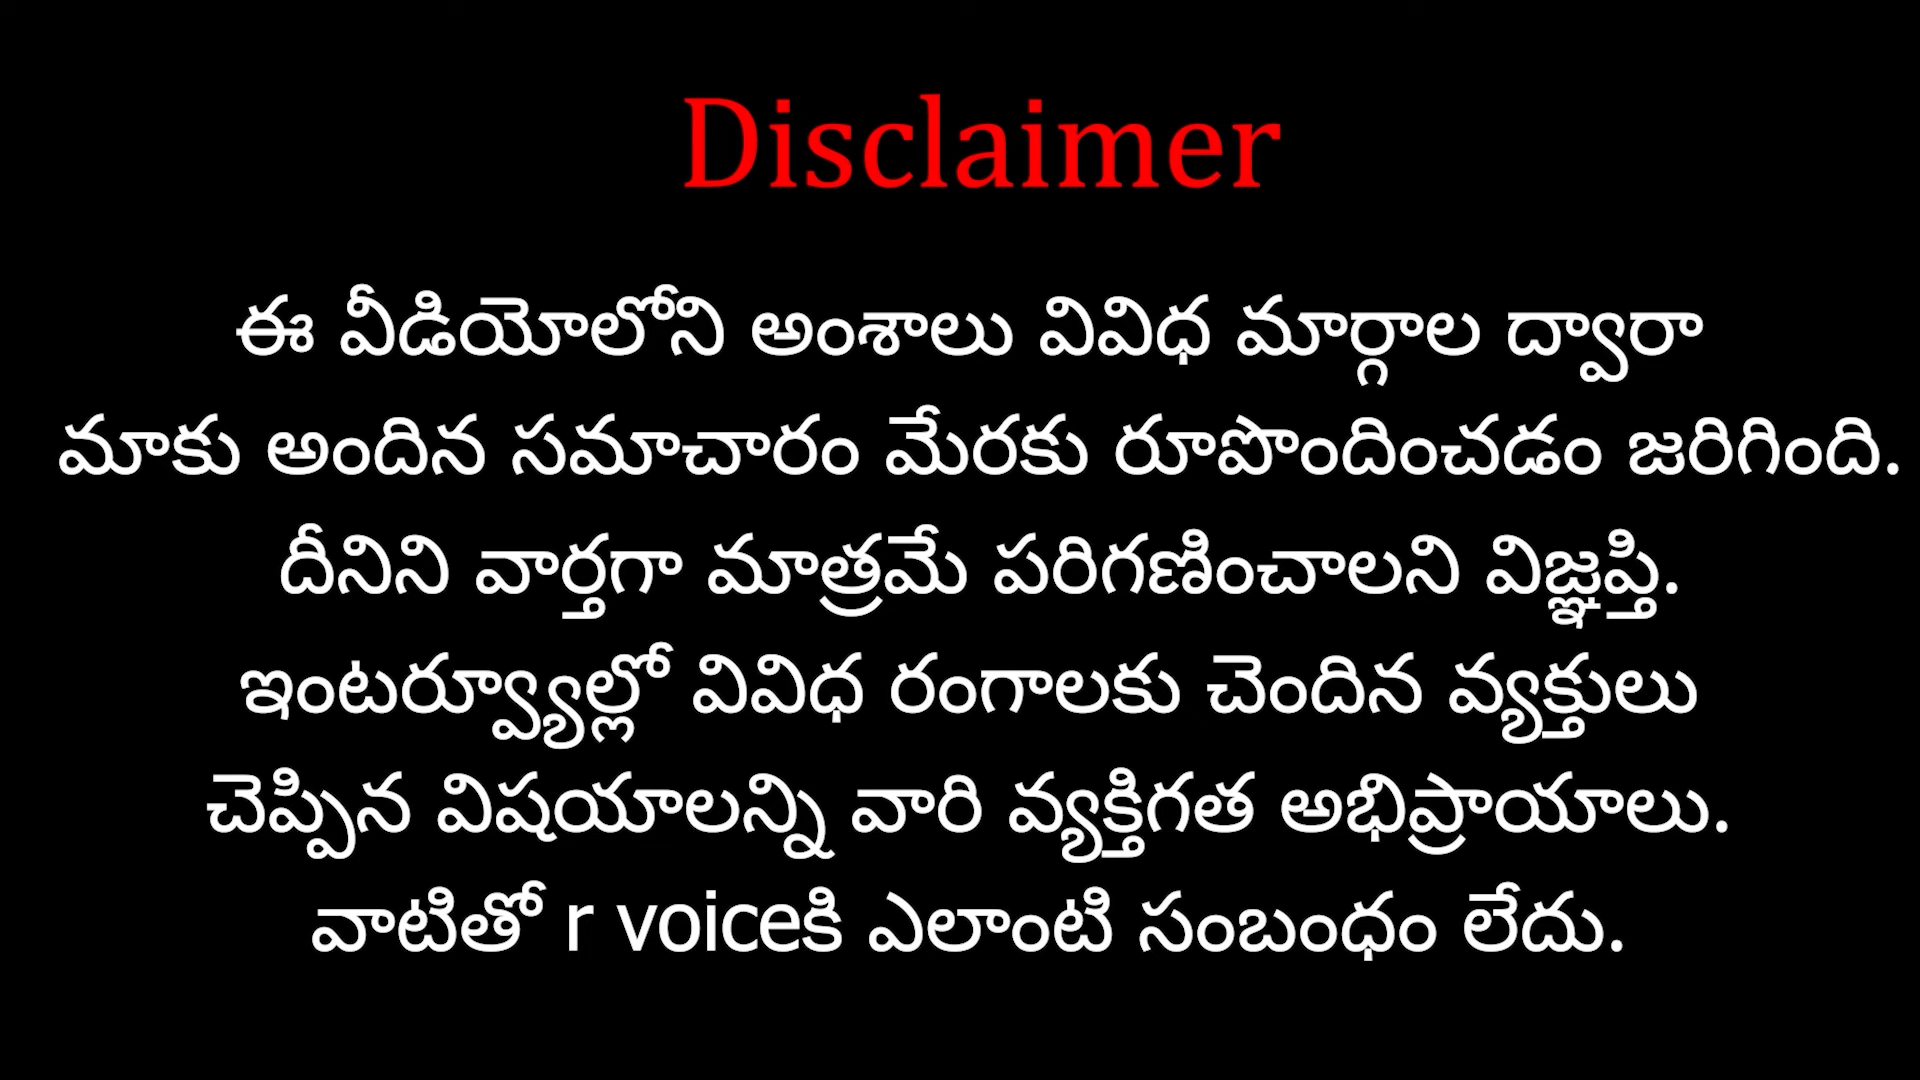 Disclaimer
ఈ వీడియోలోని అంశాలు వివిధ మార్గాల ద్వారా
మాకు అందిన సమాచారం మేరకు రూపొందించడం జరిగింది.
దీనిని వార్తగా మాత్రమే పరిగణించాలని విజ్ఞప్తి.
ఇంటర్వ్యూల్లో వివిధ రంగాలకు చెందిన వ్యక్తులు
చెప్పిన విషయాలన్ని వారి వ్యక్తిగత అభిప్రాయాలు.
వాటితో r voiceకి ఎలాంటి సంబంధం లేదు.